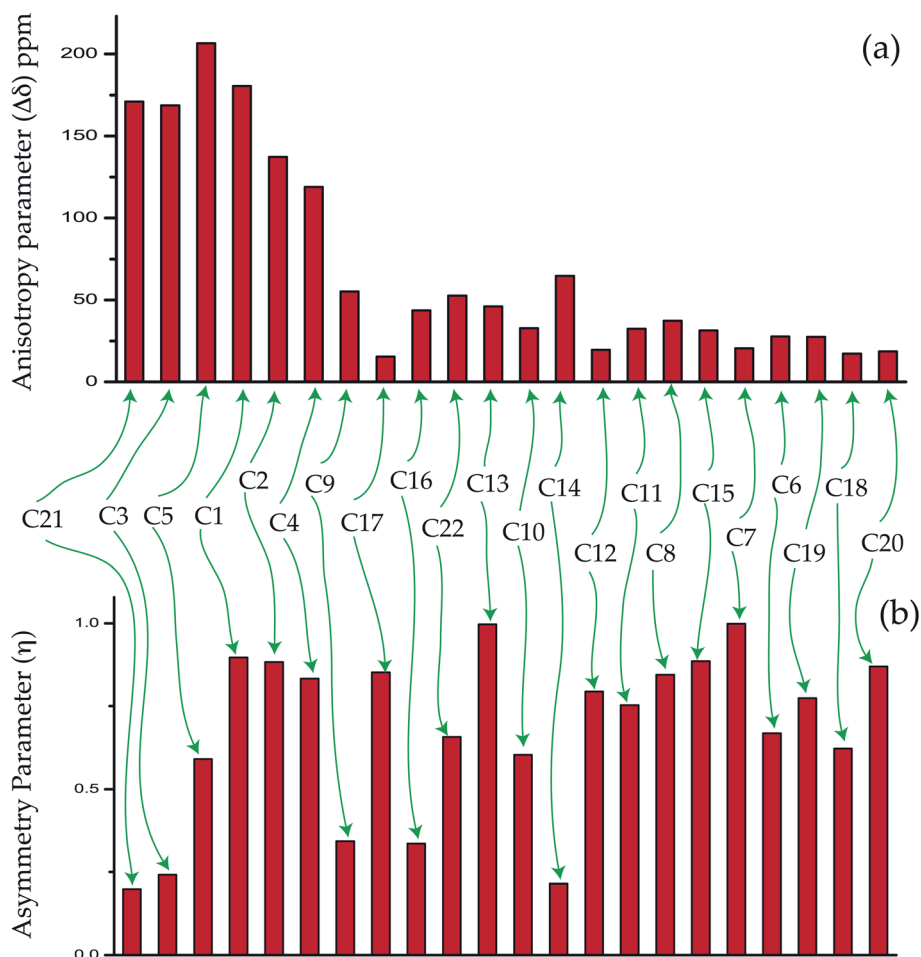 (a)
Anisotropy parameter (Δδ) ppm
200
150
100
50
0
C21
C3
C5
C1
C2
C4
C9
C17
C16
C22
C13
C10
C14
C12
C11
C8
C15
C7
C6
C19
C18
C20
(b)
Asymmetry Parameter (η)
1.0
0.5
0.0